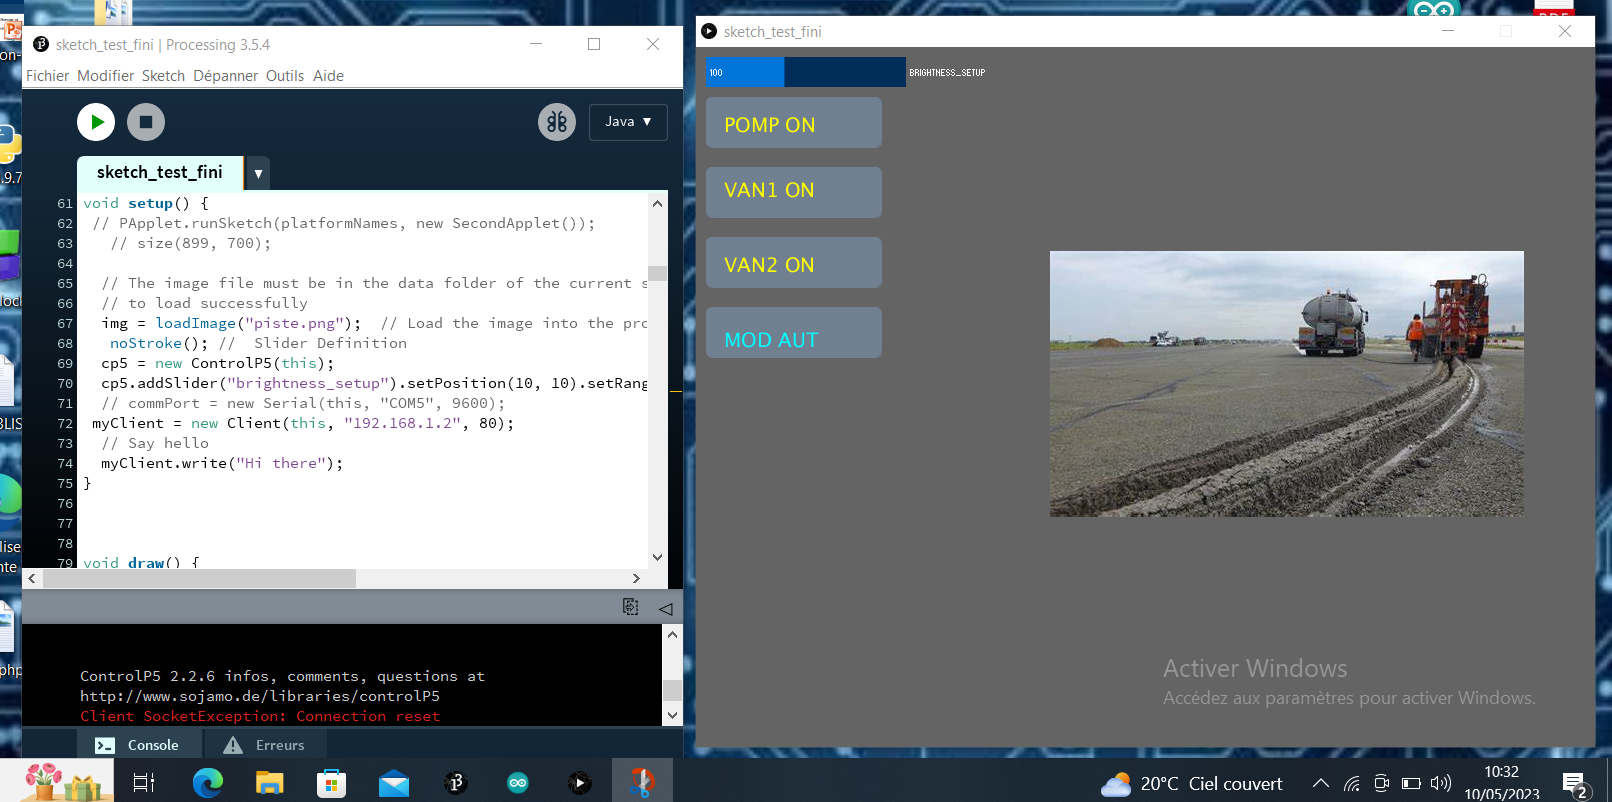 sketch_test_fini | Processing 3.5.4
Fichier Modifier Sketch Dépanner Outils Aide
Java ▼
sketch_test_fini ▼
61 void setup() {
62 // PApplet.runSketch(platformNames, new SecondApplet());
63 // size(899, 700);
64
65 // The image file must be in the data folder of the current s
66 // to load successfully
67 img = loadImage("piste.png");  // Load the image into the pro
68 noStroke(); //  Slider Definition
69 cp5 = new ControlP5(this);
70 cp5.addSlider("brightness_setup").setPosition(10, 10).setRang
71 // commPort = new Serial(this, "COM5", 9600);
72 myClient = new Client(this, "192.168.1.2", 80);
73 // Say hello
74 myClient.write("Hi there");
75 }
76
77
78
79 void draw() {
ControlP5 2.2.6 infos, comments, questions at
http://www.sojamo.de/libraries/controlP5
Client SocketException: Connection reset
Console
Erreurs
sketch_test_fini
100
BRIGHTNESS_SETUP
POMP ON
VAN1 ON
VAN2 ON
MOD AUT
Activer Windows
Accédez aux paramètres pour activer Windows.
.9.7
BLIS
nte
php
PDF
20°C Ciel couvert
10:32
10/05/2023
2